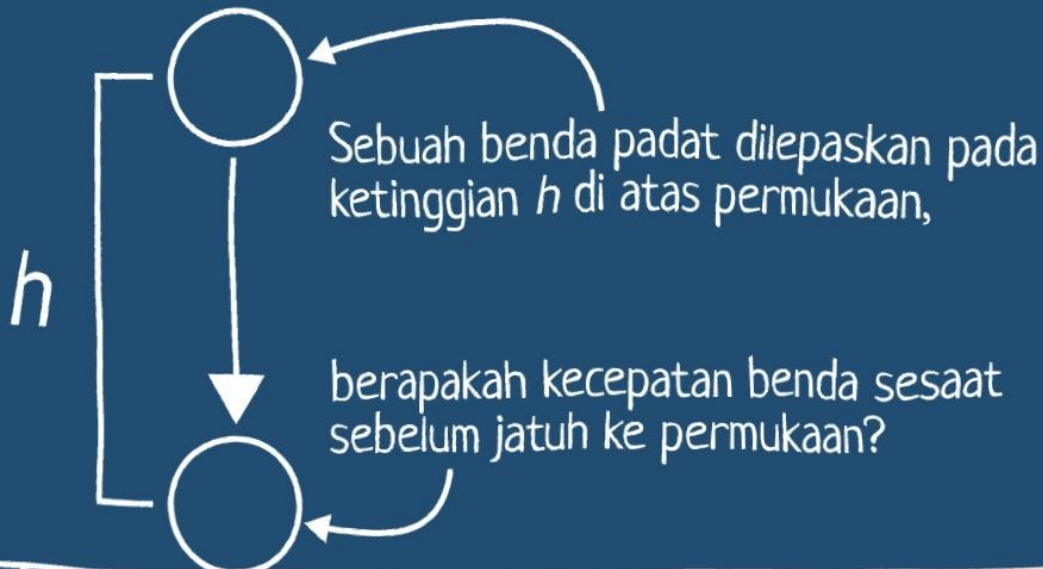 Sebuah benda padat dilepaskan pada
ketinggian h di atas permukaan,
h
berapakah kecepatan benda sesaat
sebelum jatuh ke permukaan?